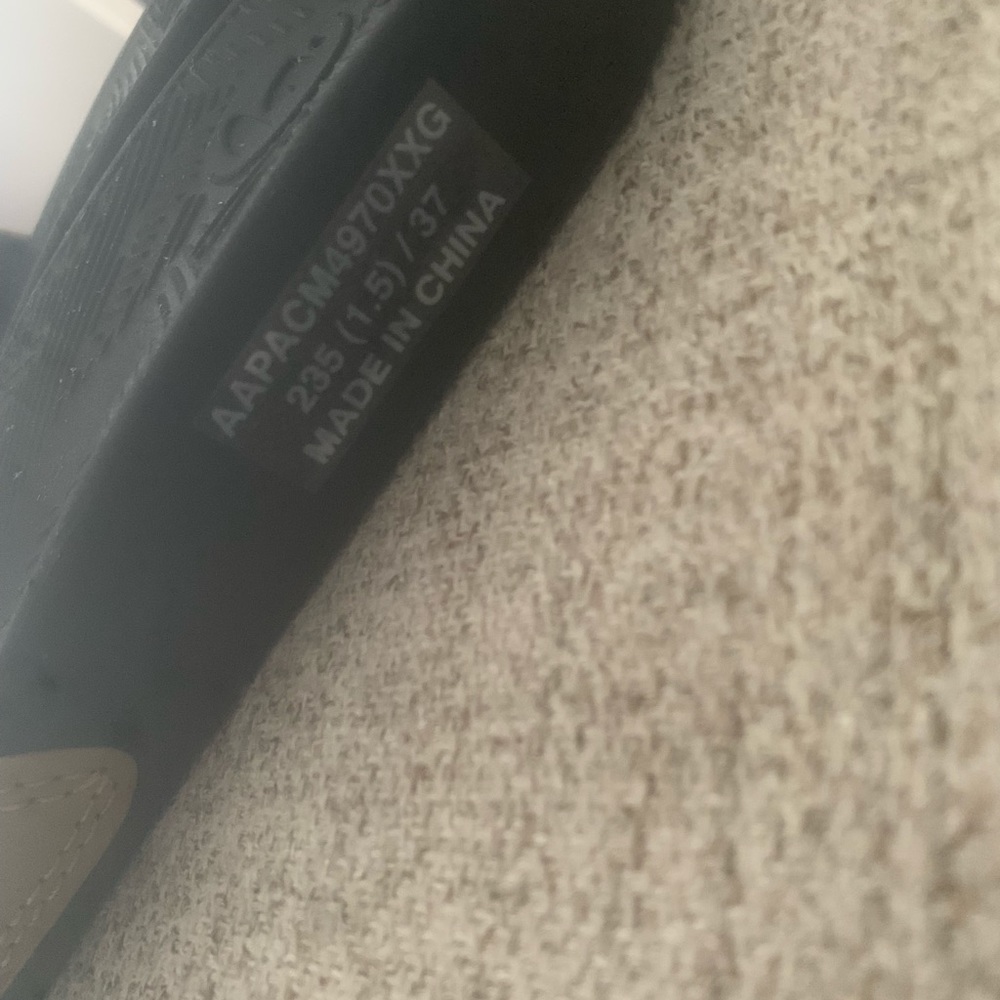 AAPACM4970XXG
235 (1.5) / 37
MADE IN CHINA